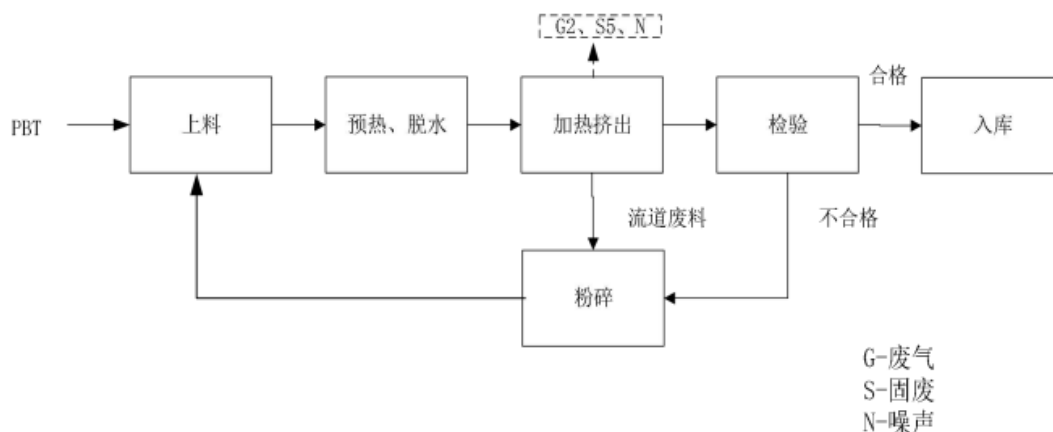 G2、S5、N
合格
PBT
上料
预热、脱水
加热挤出
检验
入库
流道废料
不合格
粉碎
G-废气
S-固废
N-噪声